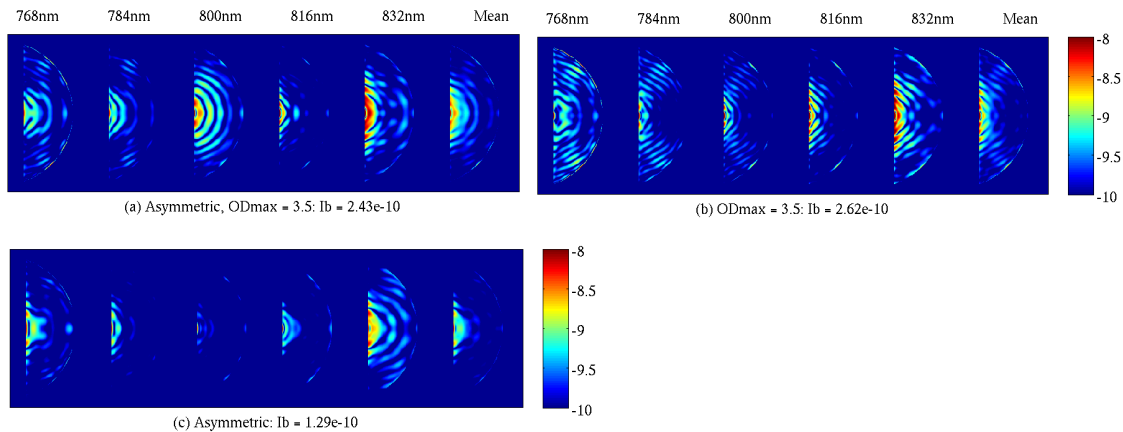 768nm 784nm 800nm 816nm 832nm Mean
768nm 784nm 800nm 816nm 832nm Mean
-8
-8.5
-9
-9.5
-10
(a) Asymmetric, ODmax = 3.5: Ib = 2.43e-10
(b) ODmax = 3.5: Ib = 2.62e-10
-8
-8.5
-9
-9.5
-10
(c) Asymmetric: Ib = 1.29e-10